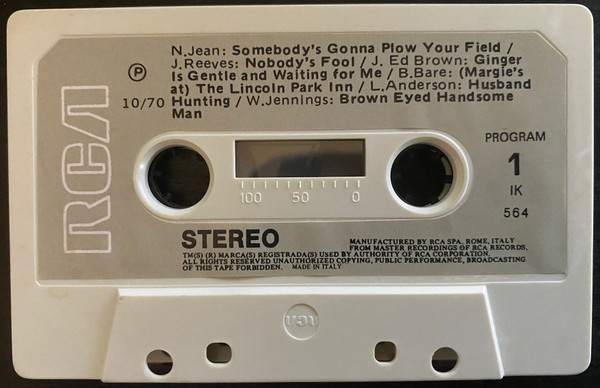 RCA
N.Jean: Somebody's Gonna Plow Your Field /
J.Reeves: Nobody's Fool / J. Ed Brown: Ginger
Is Gentle and Waiting for Me / B.Bare: (Margie's
at) The Lincoln Park Inn / L.Anderson: Husband
Hunting / W.Jennings: Brown Eyed Handsome
Man
Ⓟ
10/70
PROGRAM
1
IK
564
100 50 0
STEREO
MANUFACTURED BY RCA SPA. ROME, ITALY
FROM MASTER RECORDINGS OF RCA RECORDS,
TM(S) (R) MARCA(S) REGISTRADA(S) USED BY AUTHORITY OF RCA CORPORATION.
ALL RIGHTS RESERVED UNAUTHORIZED COPYING, PUBLIC PERFORMANCE, BROADCASTING
OF THIS TAPE FORBIDDEN. MADE IN ITALY